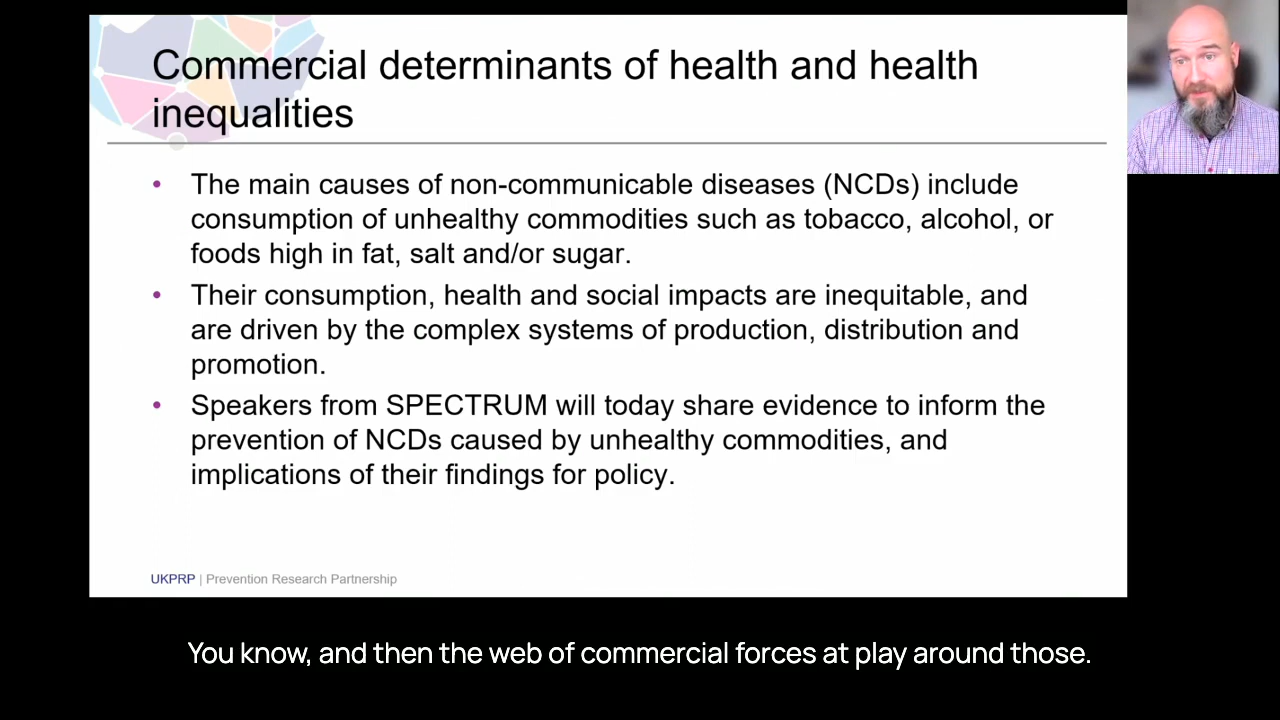 Commercial determinants of health and health
inequalities
• The main causes of non-communicable diseases (NCDs) include
consumption of unhealthy commodities such as tobacco, alcohol, or
foods high in fat, salt and/or sugar.
• Their consumption, health and social impacts are inequitable, and
are driven by the complex systems of production, distribution and
promotion.
• Speakers from SPECTRUM will today share evidence to inform the
prevention of NCDs caused by unhealthy commodities, and
implications of their findings for policy.
UKPRP | Prevention Research Partnership
You know, and then the web of commercial forces at play around those.